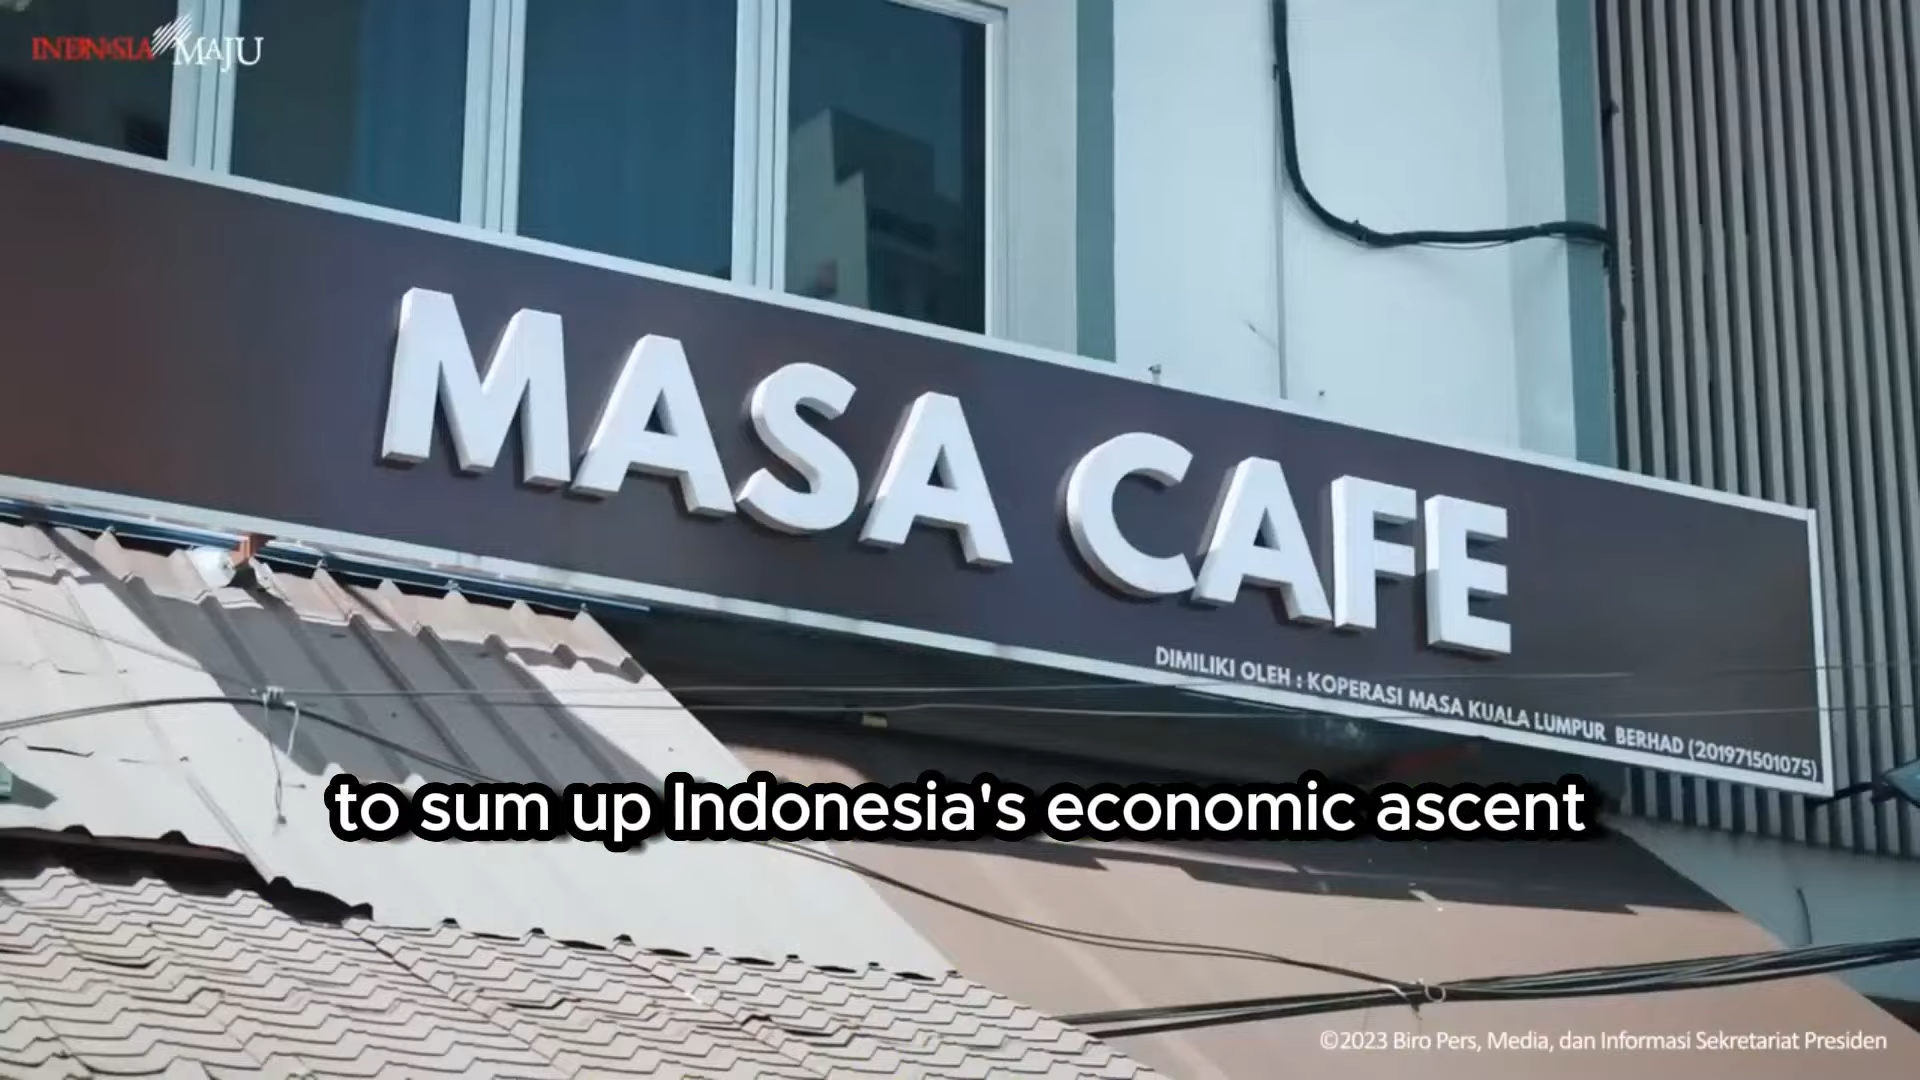 INDONESIA MAJU
MASA CAFE
DIMILIKI OLEH : KOPERASI MASA KUALA LUMPUR BERHAD (201971501075)
to sum up Indonesia's economic ascent
©2023 Biro Pers, Media, dan Informasi Sekretariat Presiden